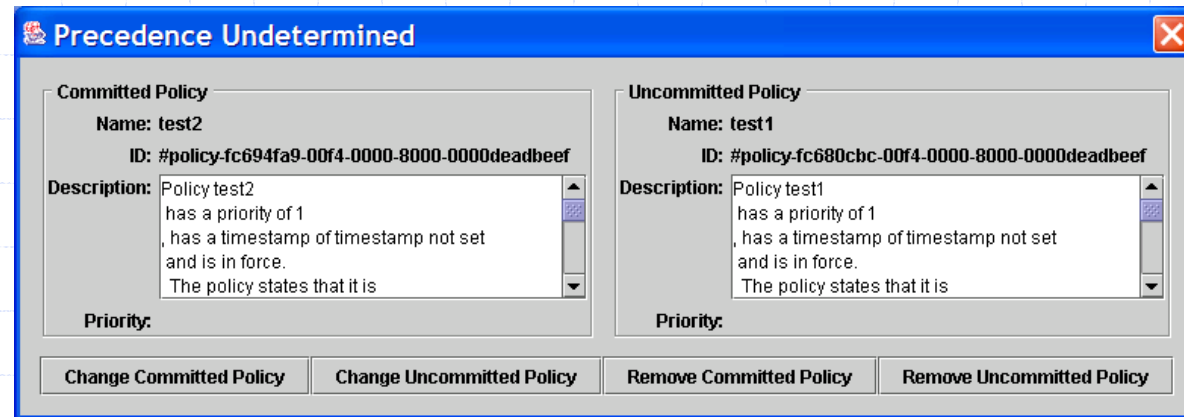 Precedence Undetermined
Committed Policy
Name: test2
ID: #policy-fc694fa9-00f4-0000-8000-0000deadbeef
Description: Policy test2
has a priority of 1
, has a timestamp of timestamp not set
and is in force.
The policy states that it is
Priority:
Uncommitted Policy
Name: test1
ID: #policy-fc680cbc-00f4-0000-8000-0000deadbeef
Description: Policy test1
has a priority of 1
, has a timestamp of timestamp not set
and is in force.
The policy states that it is
Priority:
Change Committed Policy
Change Uncommitted Policy
Remove Committed Policy
Remove Uncommitted Policy